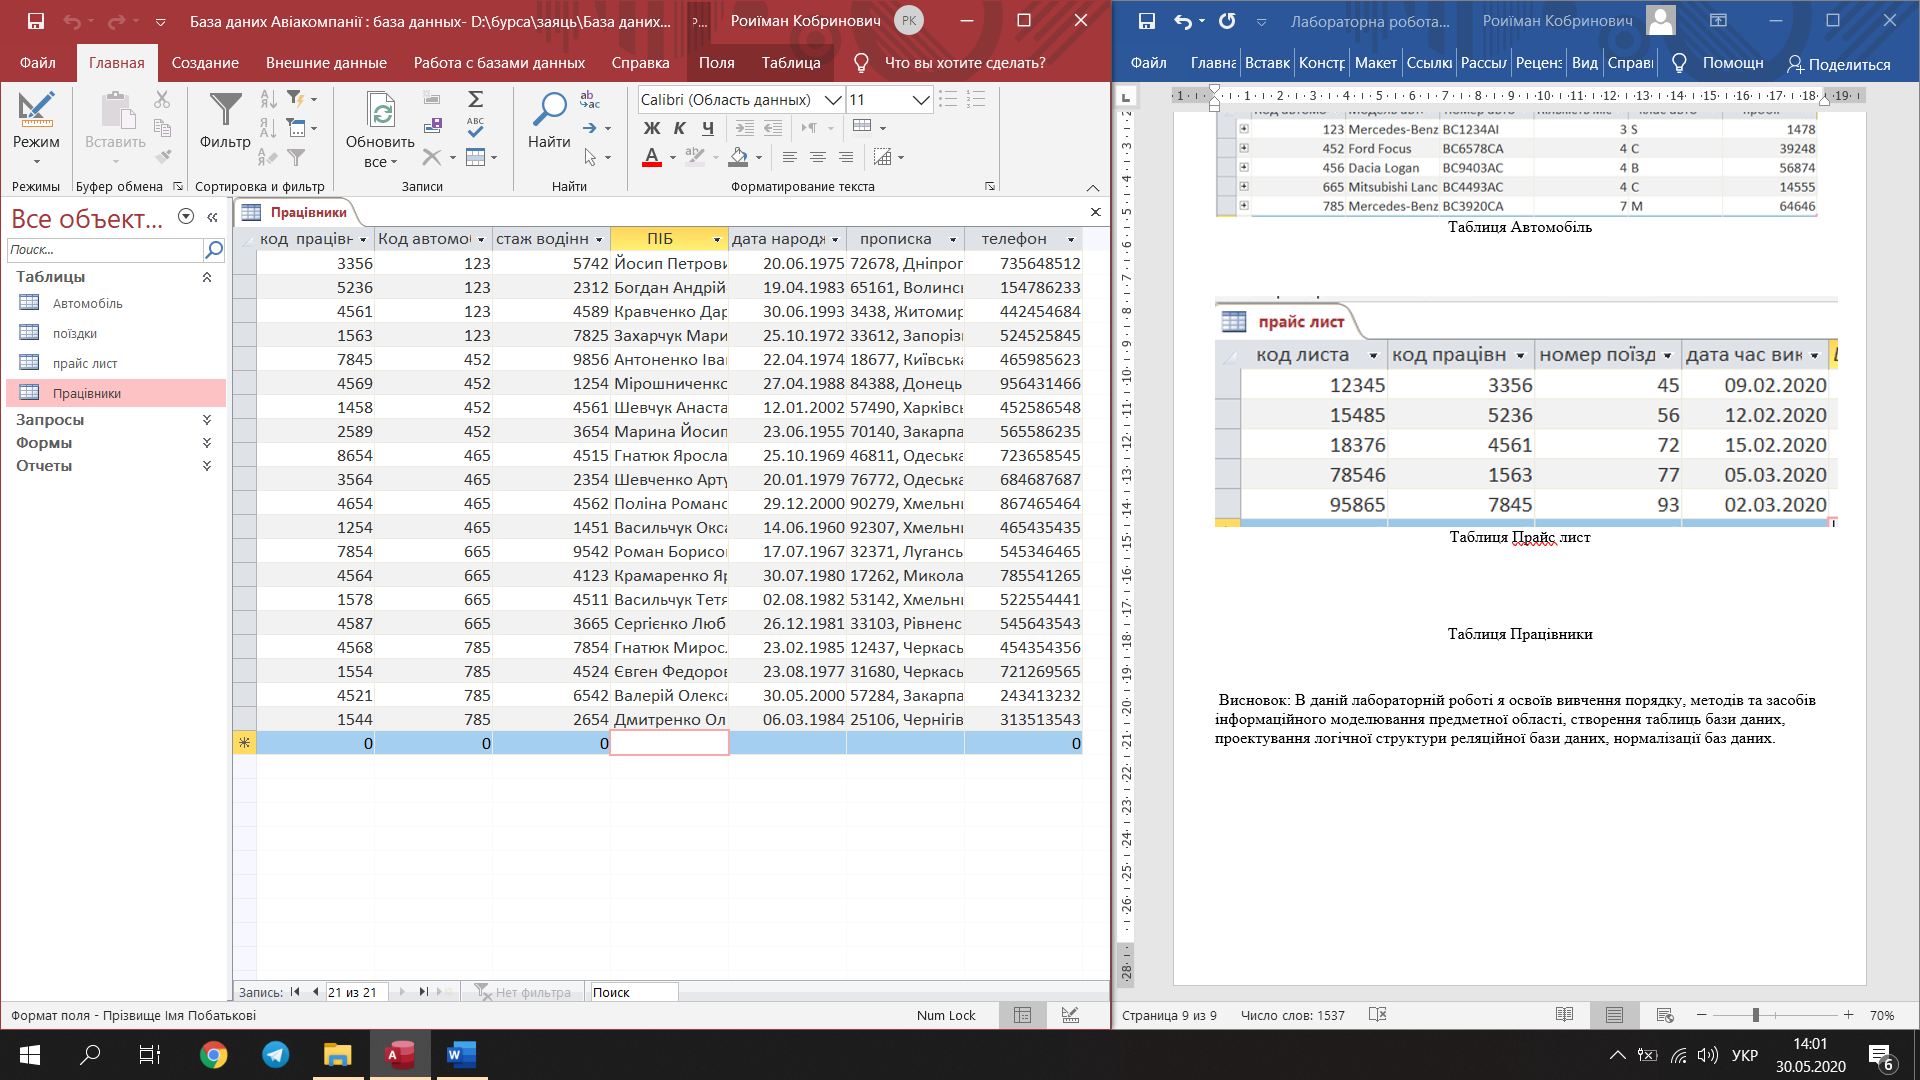 База даних Авіакомпанії : база данных- D:\бурса\заяць\База даних...
Роиїман Кобринович
РК
Файл Главная Создание Внешние данные Работа с базами данных Справка Поля Таблица Что вы хотите сделать?
Calibri (Область данных) 11
Режим Вставить Фильтр Обновить все Найти
Ж К Ч
Режимы Буфер обмена Сортировка и фильтр Записи Найти Форматирование текста
Все объект...
Поиск...
Таблицы
Автомобіль
поїздки
прайс лист
Працівники
Запросы
Формы
Отчеты
Працівники
код працівн Код автомоб стаж водінн ПІБ дата народж прописка телефон
3356 123 5742 Йосип Петрови 20.06.1975 72678, Дніпроп 735648512
5236 123 2312 Богдан Андрій 19.04.1983 65161, Волинсь 154786233
4561 123 4589 Кравченко Дар 30.06.1993 3438, Житомир 442454684
1563 123 7825 Захарчук Мари 25.10.1972 33612, Запоріз 524525845
7845 452 9856 Антоненко Іва 22.04.1974 18677, Київська 465985623
4569 452 1254 Мірошниченко 27.04.1988 84388, Донець 956431466
1458 452 4561 Шевчук Анаста 12.01.2002 57490, Харківсь 452586548
2589 452 3654 Марина Йосип 23.06.1955 70140, Закарпа 565586235
8654 465 4515 Гнатюк Яросла 25.10.1969 46811, Одеська 723658545
3564 465 2354 Шевченко Арту 20.01.1979 76772, Одеська 684687687
4654 465 4562 Поліна Романо 29.12.2000 90279, Хмельн 867465464
1254 465 1451 Васильчук Окса 14.06.1960 92307, Хмельн 465435435
7854 665 9542 Роман Борисо 17.07.1967 32371, Лугансь 545346465
4564 665 4123 Крамаренко Яр 30.07.1980 17262, Микола 785541265
1578 665 4511 Васильчук Тетя 02.08.1982 53142, Хмельн 522554441
4587 665 3665 Сергієнко Люб 26.12.1981 33103, Рівненс 545643543
4568 785 7854 Гнатюк Мирос 23.02.1985 12437, Черкась 454354356
1554 785 4524 Євген Федоров 23.08.1977 31680, Черкась 721269565
4521 785 6542 Валерій Олекса 30.05.2000 57284, Закарпа 243413232
1544 785 2654 Дмитренко Ол 06.03.1984 25106, Чернігів 313513543
0 0 0 0
Запись: 21 из 21 Нет фильтра Поиск
Формат поля - Прізвище Імя Побатькові Num Lock
Лабораторна робота... Роиїман Кобринович
Файл Главна Вставк Констр Макет Ссылкі Рассыл Реценз Вид Справі Помощн Поделиться
123 Mercedes-Benz BC1234AI 3 S 1478
452 Ford Focus BC6578CA 4 C 39248
456 Dacia Logan BC9403AC 4 B 56874
665 Mitsubishi Lanc BC4493AC 4 C 14555
785 Mercedes-Benz BC3920CA 7 M 64646
Таблиця Автомобіль
прайс лист
код листа код працівн номер поїзд дата час вик
12345 3356 45 09.02.2020
15485 5236 56 12.02.2020
18376 4561 72 15.02.2020
78546 1563 77 05.03.2020
95865 7845 93 02.03.2020
Таблиця Прайс лист
Таблиця Працівники
Висновок: В даній лабораторній роботі я освоїв вивчення порядку, методів та засобів
інформаційного моделювання предметної області, створення таблиць бази даних,
проектування логічної структури реляційної бази даних, нормалізації баз даних.
Страница 9 из 9 Число слов: 1537 70%
УКР 14:01
30.05.2020
6